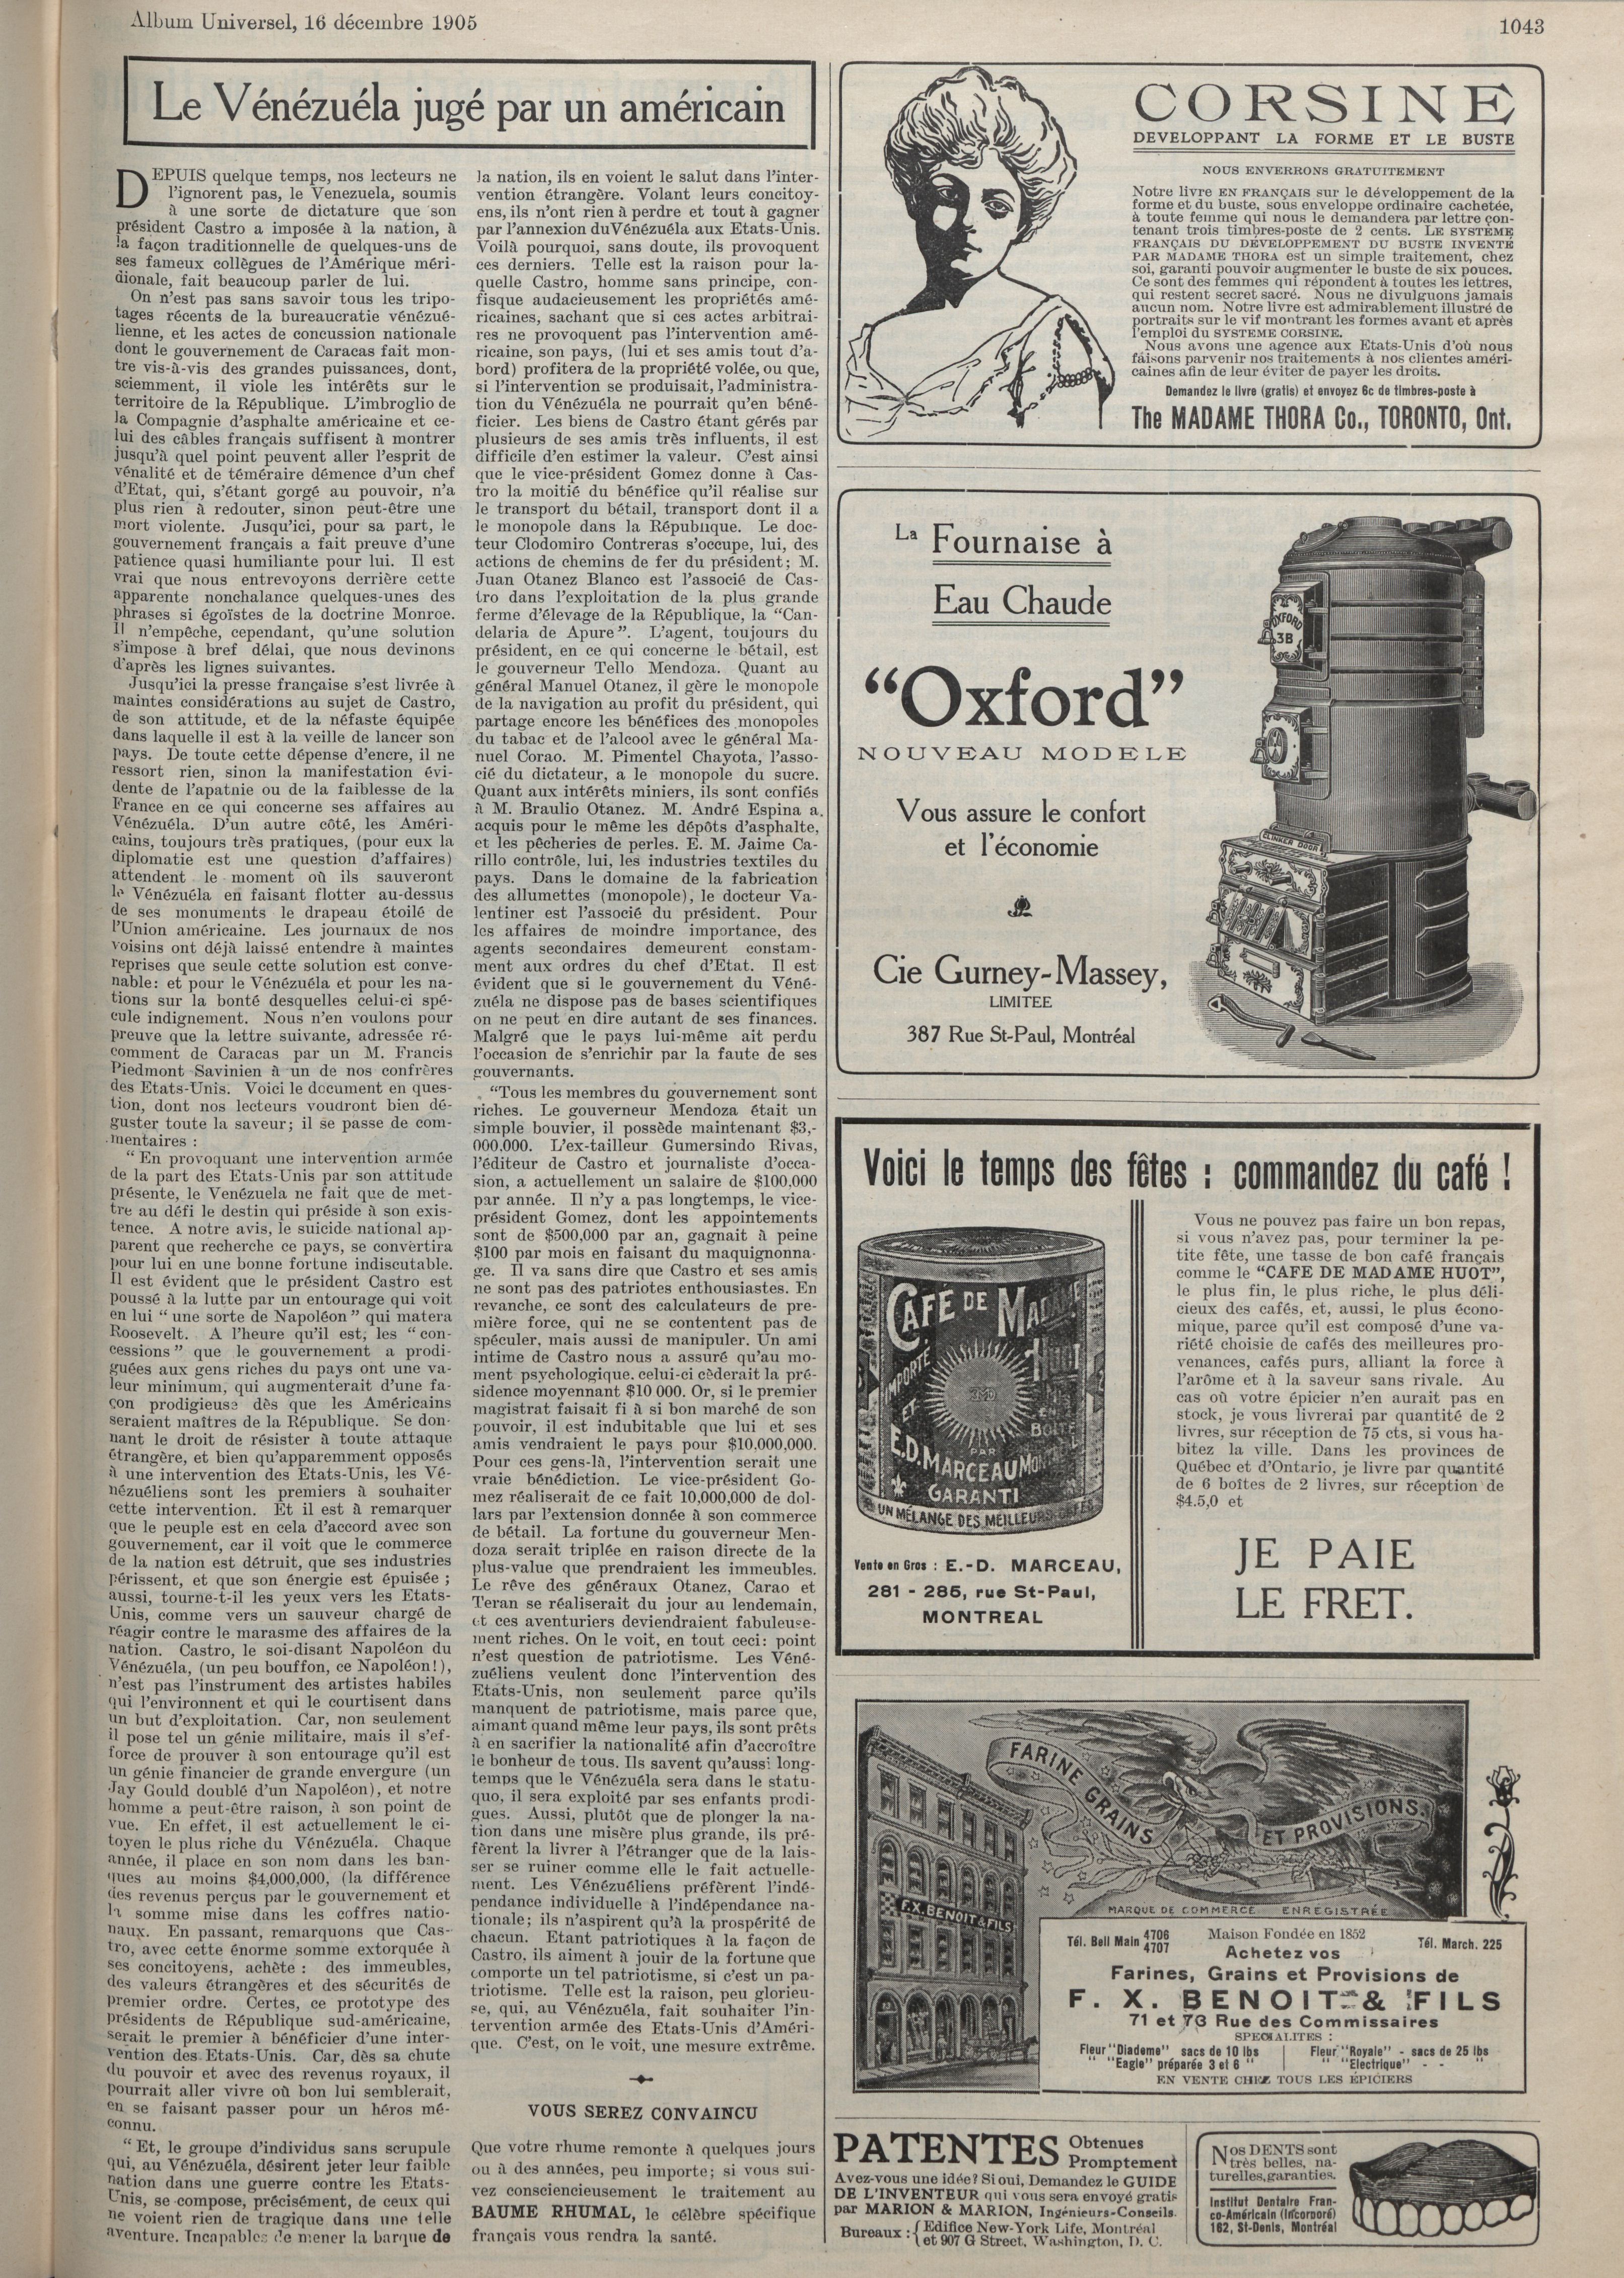 Album Universel, 16 décembre 1905
1043
Le Vénézuéla jugé par un américain
DEPUIS quelque temps, nos lecteurs ne
l'ignorent pas, le Venezuela, soumis
à une sorte de dictature que son
président Castro a imposée à la nation, à
la façon traditionnelle de quelques-uns de
ses fameux collègues de l'Amérique méri-
dionale, fait beaucoup parler de lui.
On n'est pas sans savoir tous les tripo-
tages récents de la bureaucratie vénézué-
lienne, et les actes de concussion nationale
dont le gouvernement de Caracas fait mon-
tre vis-à-vis des grandes puissances, dont,
sciemment, il viole les intérêts sur le
territoire de la République. L'imbroglio de
la Compagnie d'asphalte américaine et ce-
lui des câbles français suffisent à montrer
jusqu'à quel point peuvent aller l'esprit de
vénalité et de téméraire démence d'un chef
d'Etat, qui, s'étant gorgé au pouvoir, n'a
plus rien à redouter, sinon peut-être une
mort violente. Jusqu'ici, pour sa part, le
gouvernement français a fait preuve d'une
patience quasi humiliante pour lui. Il est
vrai que nous entrevoyons derrière cette
apparente nonchalance quelques-unes des
phrases si égoïstes de la doctrine Monroe.
Il n'empêche, cependant, qu'une solution
s'impose à bref délai, que nous devinons
d'après les lignes suivantes.
Jusqu'ici la presse française s'est livrée à
maintes considérations au sujet de Castro,
de son attitude, et de la néfaste équipée
dans laquelle il est à la veille de lancer son
pays. De toute cette dépense d'encre, il ne
ressort rien, sinon la manifestation évi-
dente de l'apatnie ou de la faiblesse de la
France en ce qui concerne ses affaires au
Vénézuéla. D'un autre côté, les Améri-
cains, toujours très pratiques, (pour eux la
diplomatie est une question d'affaires)
attendent le moment où ils sauveront
le Vénézuéla en faisant flotter au-dessus
de ses monuments le drapeau étoilé de
l'Union américaine. Les journaux de nos
voisins ont déjà laissé entendre à maintes
reprises que seule cette solution est conve-
nable: et pour le Vénézuéla et pour les na-
tions sur la bonté desquelles celui-ci spé-
cule indignement. Nous n'en voulons pour
preuve que la lettre suivante, adressée ré-
comment de Caracas par un M. Francis
Piedmont Savinien à un de nos confrères
des Etats-Unis. Voici le document en ques-
tion, dont nos lecteurs voudront bien dé-
guster toute la saveur; il se passe de com-
mentaires :
"En provoquant une intervention armée
de la part des Etats-Unis par son attitude
présente, le Venézuela ne fait que de met-
tre au défi le destin qui préside à son exis-
tence. A notre avis, le suicide national ap-
parent que recherche ce pays, se convertira
pour lui en une bonne fortune indiscutable.
Il est évident que le président Castro est
poussé à la lutte par un entourage qui voit
en lui "une sorte de Napoléon" qui matera
Roosevelt. A l'heure qu'il est, les "con-
cessions" que le gouvernement a prodi-
guées aux gens riches du pays ont une va-
leur minimum, qui augmenterait d'une fa-
çon prodigieuse dès que les Américains
seraient maîtres de la République. Se don-
nant le droit de résister à toute attaque
étrangère, et bien qu'apparemment opposés
à une intervention des Etats-Unis, les Vé-
nézuéliens sont les premiers à souhaiter
cette intervention. Et il est à remarquer
que le peuple est en cela d'accord avec son
gouvernement, car il voit que le commerce
de la nation est détruit, que ses industries
périssent, et que son énergie est épuisée ;
aussi, tourne-t-il les yeux vers les Etats-
Unis, comme vers un sauveur chargé de
réagir contre le marasme des affaires de la
nation. Castro, le soi-disant Napoléon du
Vénézuéla, (un peu bouffon, ce Napoléon!),
n'est pas l'instrument des artistes habiles
qui l'environnent et qui le courtisent dans
un but d'exploitation. Car, non seulement
il pose tel un génie militaire, mais il s'ef-
force de prouver à son entourage qu'il est
un génie financier de grande envergure (un
Jay Gould doublé d'un Napoléon), et notre
homme a peut-être raison, à son point de
vue. En effet, il est actuellement le ci-
toyen le plus riche du Vénézuéla. Chaque
année, il place en son nom dans les ban-
ques au moins $4,000,000, (la différence
des revenus perçus par le gouvernement et
la somme mise dans les coffres natio-
naux. En passant, remarquons que Cas-
tro, avec cette énorme somme extorquée à
ses concitoyens, achète : des immeubles,
des valeurs étrangères et des sécurités de
premier ordre. Certes, ce prototype des
présidents de République sud-américaine,
serait le premier à bénéficier d'une inter-
vention des Etats-Unis. Car, dès sa chute
du pouvoir et avec des revenus royaux, il
pourrait aller vivre où bon lui semblerait,
en se faisant passer pour un héros mé-
connu.
"Et, le groupe d'individus sans scrupule
qui, au Vénézuéla, désirent jeter leur faible
nation dans une guerre contre les Etats-
Unis, se compose, précisément, de ceux qui
ne voient rien de tragique dans une telle
aventure. Incapables de mener la barque de
la nation, ils en voient le salut dans l'inter-
vention étrangère. Volant leurs concitoy-
ens, ils n'ont rien à perdre et tout à gagner
par l'annexion du Vénézuéla aux Etats-Unis.
Voilà pourquoi, sans doute, ils provoquent
ces derniers. Telle est la raison pour la-
quelle Castro, homme sans principe, con-
fisque audacieusement les propriétés amé-
ricaines, sachant que si ces actes arbitrai-
res ne provoquent pas l'intervention amé-
ricaine, son pays, (lui et ses amis tout d'a-
bord) profitera de la propriété volée, ou que,
si l'intervention se produisait, l'administra-
tion du Vénézuéla ne pourrait qu'en béné-
ficier. Les biens de Castro étant gérés par
plusieurs de ses amis très influents, il est
difficile d'en estimer la valeur. C'est ainsi
que le vice-président Gomez donne à Cas-
tro la moitié du bénéfice qu'il réalise sur
le transport du bétail, transport dont il a
le monopole dans la République. Le doc-
teur Clodomiro Contreras s'occupe, lui, des
actions de chemins de fer du président; M.
Juan Otanez Blanco est l'associé de Cas-
tro dans l'exploitation de la plus grande
ferme d'élevage de la République, la "Can-
delaria de Apure". L'agent, toujours du
président, en ce qui concerne le bétail, est
le gouverneur Tello Mendoza. Quant au
général Manuel Otanez, il gère le monopole
de la navigation au profit du président, qui
partage encore les bénéfices des monopoles
du tabac et de l'alcool avec le général Ma-
nuel Corao. M. Pimentel Chayota, l'asso-
cié du dictateur, a le monopole du sucre.
Quant aux intérêts miniers, ils sont confiés
à M. Braulio Otanez. M. André Espina a
acquis pour le même les dépôts d'asphalte,
et les pêcheries de perles. E. M. Jaime Ca-
rillo contrôle, lui, les industries textiles du
pays. Dans le domaine de la fabrication
des allumettes (monopole), le docteur Va-
lentiner est l'associé du président. Pour
les affaires de moindre importance, des
agents secondaires demeurent constam-
ment aux ordres du chef d'Etat. Il est
évident que si le gouvernement du Véné-
zuéla ne dispose pas de bases scientifiques
on ne peut en dire autant de ses finances.
Malgré que le pays lui-même ait perdu
l'occasion de s'enrichir par la faute de ses
gouvernants.
"Tous les membres du gouvernement sont
riches. Le gouverneur Mendoza était un
simple bouvier, il possède maintenant $3,-
000,000. L'ex-tailleur Gumersindo Rivas,
l'éditeur de Castro et journaliste d'occa-
sion, a actuellement un salaire de $100,000
par année. Il n'y a pas longtemps, le vice-
président Gomez, dont les appointements
sont de $500,000 par an, gagnait à peine
$100 par mois en faisant du maquignonna-
ge. Il va sans dire que Castro et ses amis
ne sont pas des patriotes enthousiastes. En
revanche, ce sont des calculateurs de pre-
mière force, qui ne se contentent pas de
spéculer, mais aussi de manipuler. Un ami
intime de Castro nous a assuré qu'au mo-
ment psychologique. celui-ci cèderait la pré-
sidence moyennant $10 000. Or, si le premier
magistrat faisait fi à si bon marché de son
pouvoir, il est indubitable que lui et ses
amis vendraient le pays pour $10,000,000.
Pour ces gens-là, l'intervention serait une
vraie bénédiction. Le vice-président Go-
mez réaliserait de ce fait 10,000,000 de dol-
lars par l'extension donnée à son commerce
de bétail. La fortune du gouverneur Men-
doza serait triplée en raison directe de la
plus-value que prendraient les immeubles.
Le rêve des généraux Otanez, Carao et
Teran se réaliserait du jour au lendemain,
et ces aventuriers deviendraient fabuleuse-
ment riches. On le voit, en tout ceci: point
n'est question de patriotisme. Les Véné-
zuéliens veulent donc l'intervention des
Etats-Unis, non seulement parce qu'ils
manquent de patriotisme, mais parce que,
aimant quand même leur pays, ils sont prêts
à en sacrifier la nationalité afin d'accroître
le bonheur de tous. Ils savent qu'aussi long-
temps que le Vénézuéla sera dans le statu-
quo, il sera exploité par ses enfants prodi-
gues. Aussi, plutôt que de plonger la na-
tion dans une misère plus grande, ils pré-
fèrent la livrer à l'étranger que de la lais-
ser se ruiner comme elle le fait actuelle-
ment. Les Vénézuéliens préfèrent l'indé-
pendance individuelle à l'indépendance na-
tionale; ils n'aspirent qu'à la prospérité de
chacun. Etant patriotiques à la façon de
Castro, ils aiment à jouir de la fortune que
comporte un tel patriotisme, si c'est un pa-
triotisme. Telle est la raison, peu glorieu-
se, qui, au Vénézuéla, fait souhaiter l'in-
tervention armée des Etats-Unis d'Améri-
que. C'est, on le voit, une mesure extrême.
VOUS SEREZ CONVAINCU
Que votre rhume remonte à quelques jours
ou à des années, peu importe; si vous sui-
vez consciencieusement le traitement au
BAUME RHUMAL, le célèbre spécifique
français vous rendra la santé.
CORSINE
DEVELOPPANT LA FORME ET LE BUSTE
NOUS ENVERRONS GRATUITEMENT
Notre livre EN FRANÇAIS sur le développement de la
forme et du buste, sous enveloppe ordinaire cachetée,
à toute femme qui nous le demandera par lettre con-
tenant trois timbres-poste de 2 cents. LE SYSTEME
FRANÇAIS DU DÉVELOPPEMENT DU BUSTE INVENTÉ
PAR MADAME THORA est un simple traitement, chez
soi, garanti pouvoir augmenter le buste de six pouces.
Ce sont des femmes qui répondent à toutes les lettres,
qui restent secret sacré. Nous ne divulguons jamais
aucun nom. Notre livre est admirablement illustré de
portraits sur le vif montrant les formes avant et après
l'emploi du SYSTEME CORSINE.
Nous avons une agence aux Etats-Unis d'où nous
faisons parvenir nos traitements à nos clientes améri-
caines afin de leur éviter de payer les droits.
Demandez le livre (gratis) et envoyez 6c de timbres-poste à
The MADAME THORA Co., TORONTO, Ont.
La Fournaise à
Eau Chaude
"Oxford"
NOUVEAU MODELE
Vous assure le confort
et l'économie
Cie Gurney-Massey,
LIMITEE
387 Rue St-Paul, Montréal
OXFORD
3B
CLINKER DOOR
Voici le temps des fêtes : commandez du café !
CAFÉ DE MADAME
HUOT
IMPORTÉ
ET
PAR
E.D. MARCEAU
GARANTI
UN MÉLANGE DES MEILLEURS CAFÉS
Vente en Gros : E.-D. MARCEAU,
281 - 285, rue St-Paul,
MONTREAL
Vous ne pouvez pas faire un bon repas,
si vous n'avez pas, pour terminer la pe-
tite fête, une tasse de bon café français
comme le "CAFE DE MADAME HUOT",
le plus fin, le plus riche, le plus déli-
cieux des cafés, et, aussi, le plus écono-
mique, parce qu'il est composé d'une va-
riété choisie de cafés des meilleures pro-
venances, cafés purs, alliant la force à
l'arôme et à la saveur sans rivale. Au
cas où votre épicier n'en aurait pas en
stock, je vous livrerai par quantité de 2
livres, sur réception de 75 cts, si vous ha-
bitez la ville. Dans les provinces de
Québec et d'Ontario, je livre par quantité
de 6 boîtes de 2 livres, sur réception de
$4.5,0 et
JE PAIE
LE FRET.
FARINE GRAINS
ET PROVISIONS.
F.X. BENOIT & FILS
MARQUE DE COMMERCE ENREGISTRÉE
Tél. Bell Main 4706
4707
Maison Fondée en 1852
Tél. March. 225
Achetez vos
Farines, Grains et Provisions de
F. X. BENOIT & FILS
71 et 73 Rue des Commissaires
SPECIALITES :
Fleur "Diademe" sacs de 10 lbs
" "Eagle" préparée 3 et 6 "
Fleur "Royale" - sacs de 25 lbs
" "Electrique" - - "
EN VENTE CHEZ TOUS LES ÉPICIERS
PATENTES Obtenues
Promptement
Avez-vous une idée? Si oui, Demandez le GUIDE
DE L'INVENTEUR qui vous sera envoyé gratis
par MARION & MARION, Ingénieurs-Conseils.
Bureaux : { Edifice New-York Life, Montréal
et 907 G Street, Washington, D. C.
Nos DENTS sont
très belles, na-
turelles, garanties.
Institut Dentaire Fran-
co-Américain (Incorporé)
162, St-Denis, Montréal